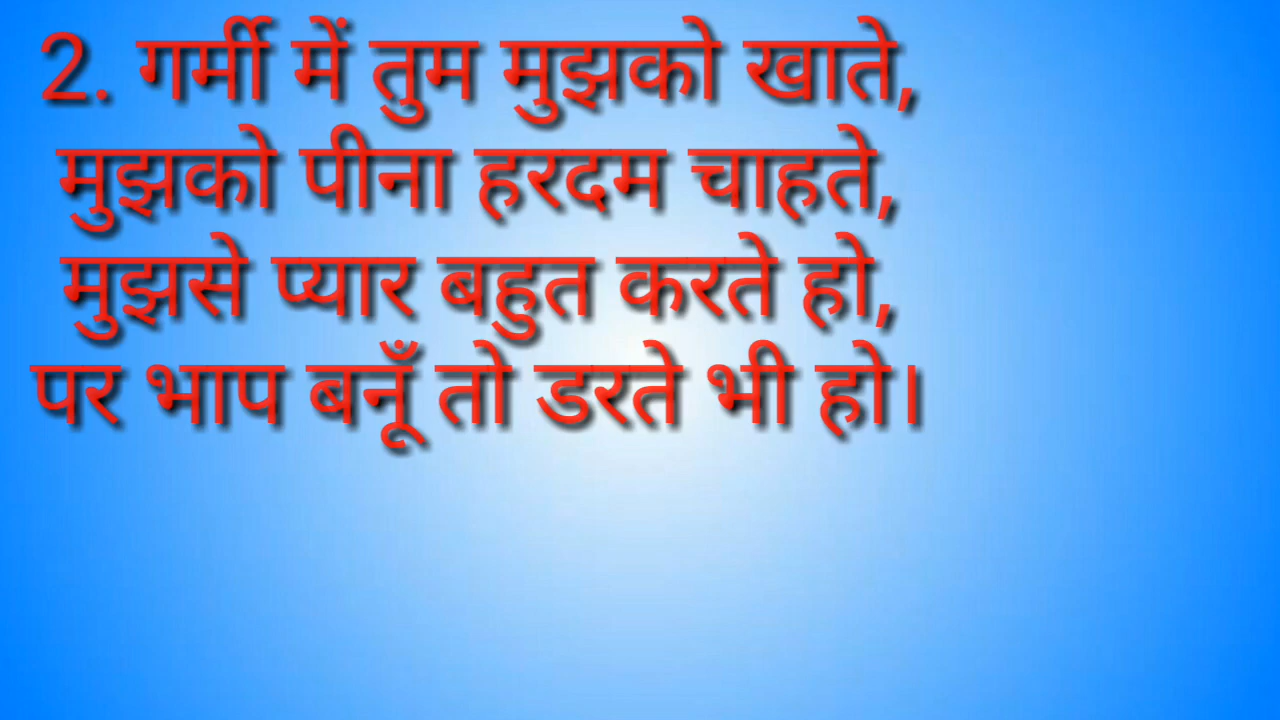 2. गर्मी में तुम मुझको खाते,
मुझको पीना हरदम चाहते,
मुझसे प्यार बहुत करते हो,
पर भाप बनूँ तो डरते भी हो।